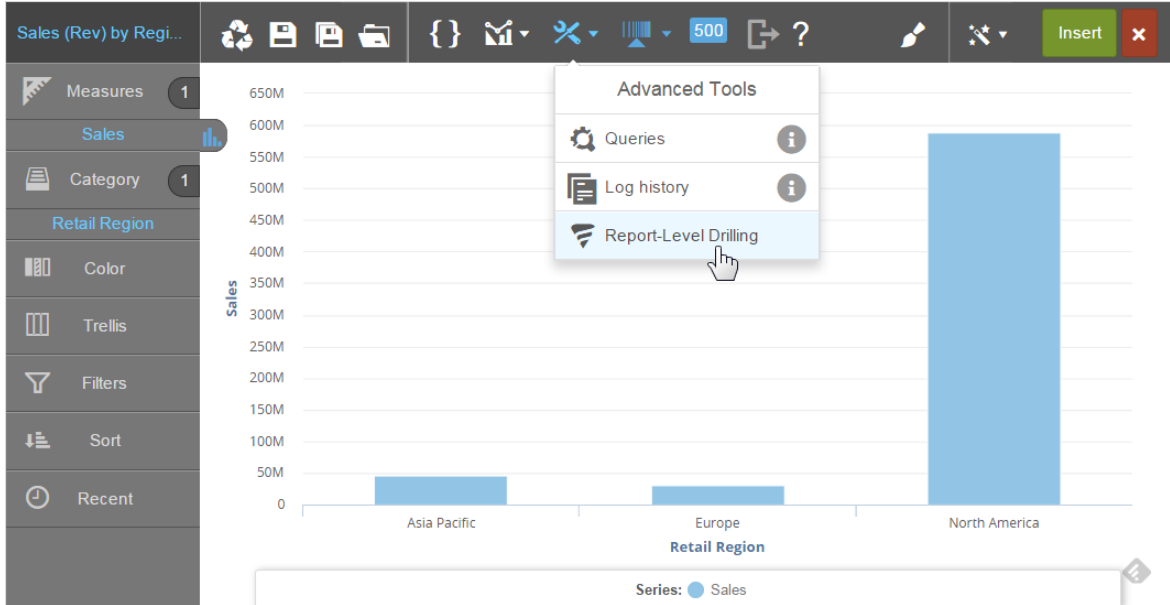 Sales (Rev) by Regi...
{ }
500
?
Insert
×
Measures
1
Sales
Category
1
Retail Region
Color
Trellis
Filters
Sort
Recent
Advanced Tools
Queries
i
Log history
i
Report-Level Drilling
650M
600M
550M
500M
450M
400M
350M
300M
250M
200M
150M
100M
50M
0
Sales
Asia Pacific
Europe
North America
Retail Region
Series: Sales